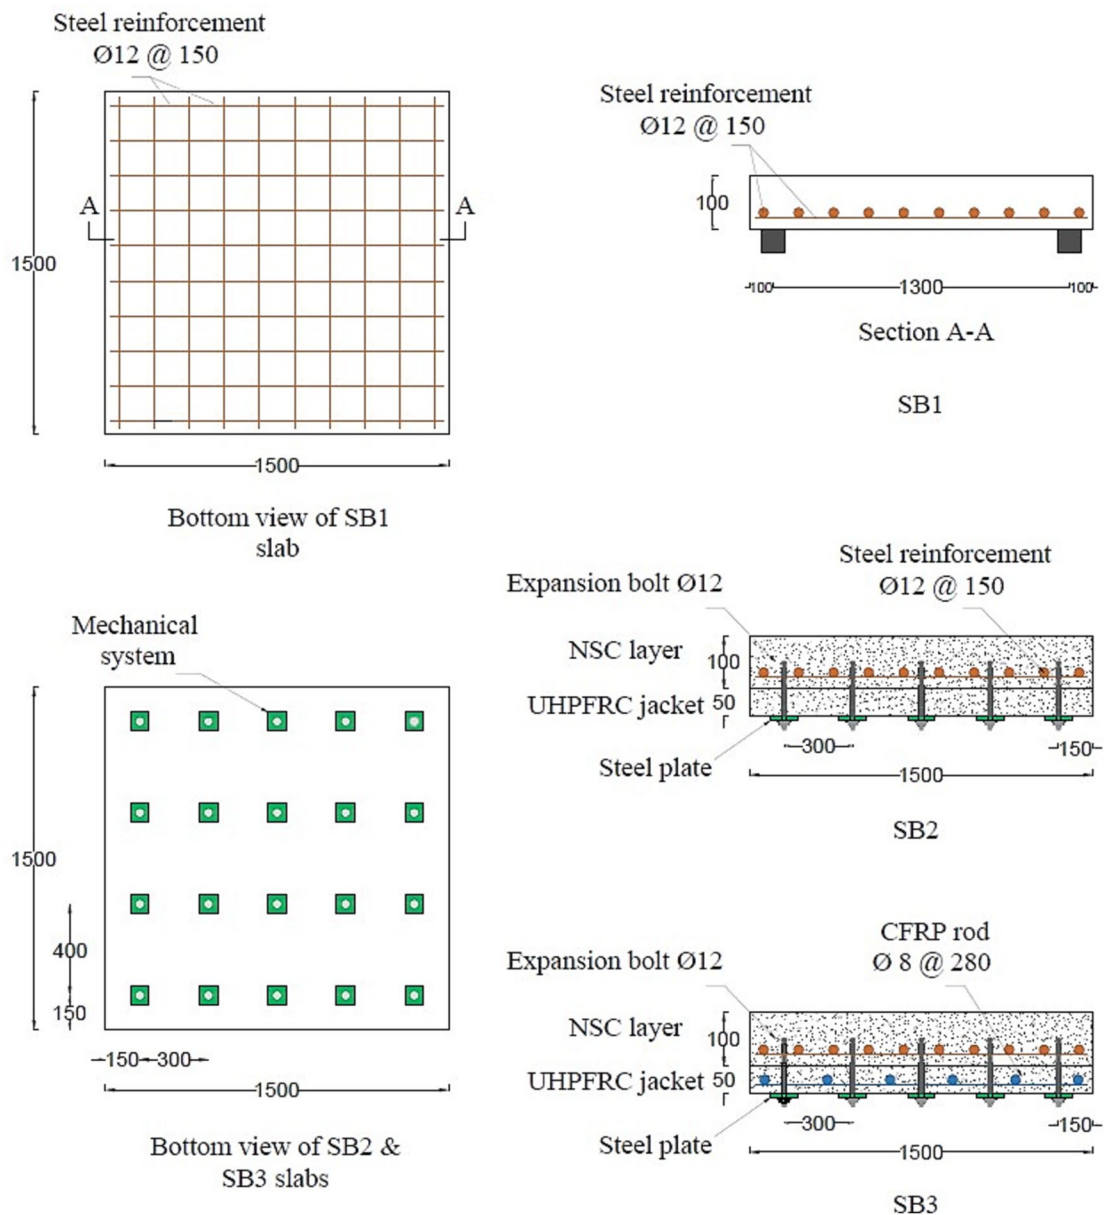 Steel reinforcement
Ø12 @ 150
A
A
1500
1500
Bottom view of SB1
slab
Steel reinforcement
Ø12 @ 150
100
100
1300
100
Section A-A
SB1
Mechanical
system
1500
400
150
150
300
1500
Bottom view of SB2 &
SB3 slabs
Steel reinforcement
Ø12 @ 150
Expansion bolt Ø12
NSC layer
100
UHPFRC jacket
50
Steel plate
300
150
1500
SB2
CFRP rod
Ø 8 @ 280
Expansion bolt Ø12
NSC layer
100
UHPFRC jacket
50
Steel plate
300
150
1500
SB3